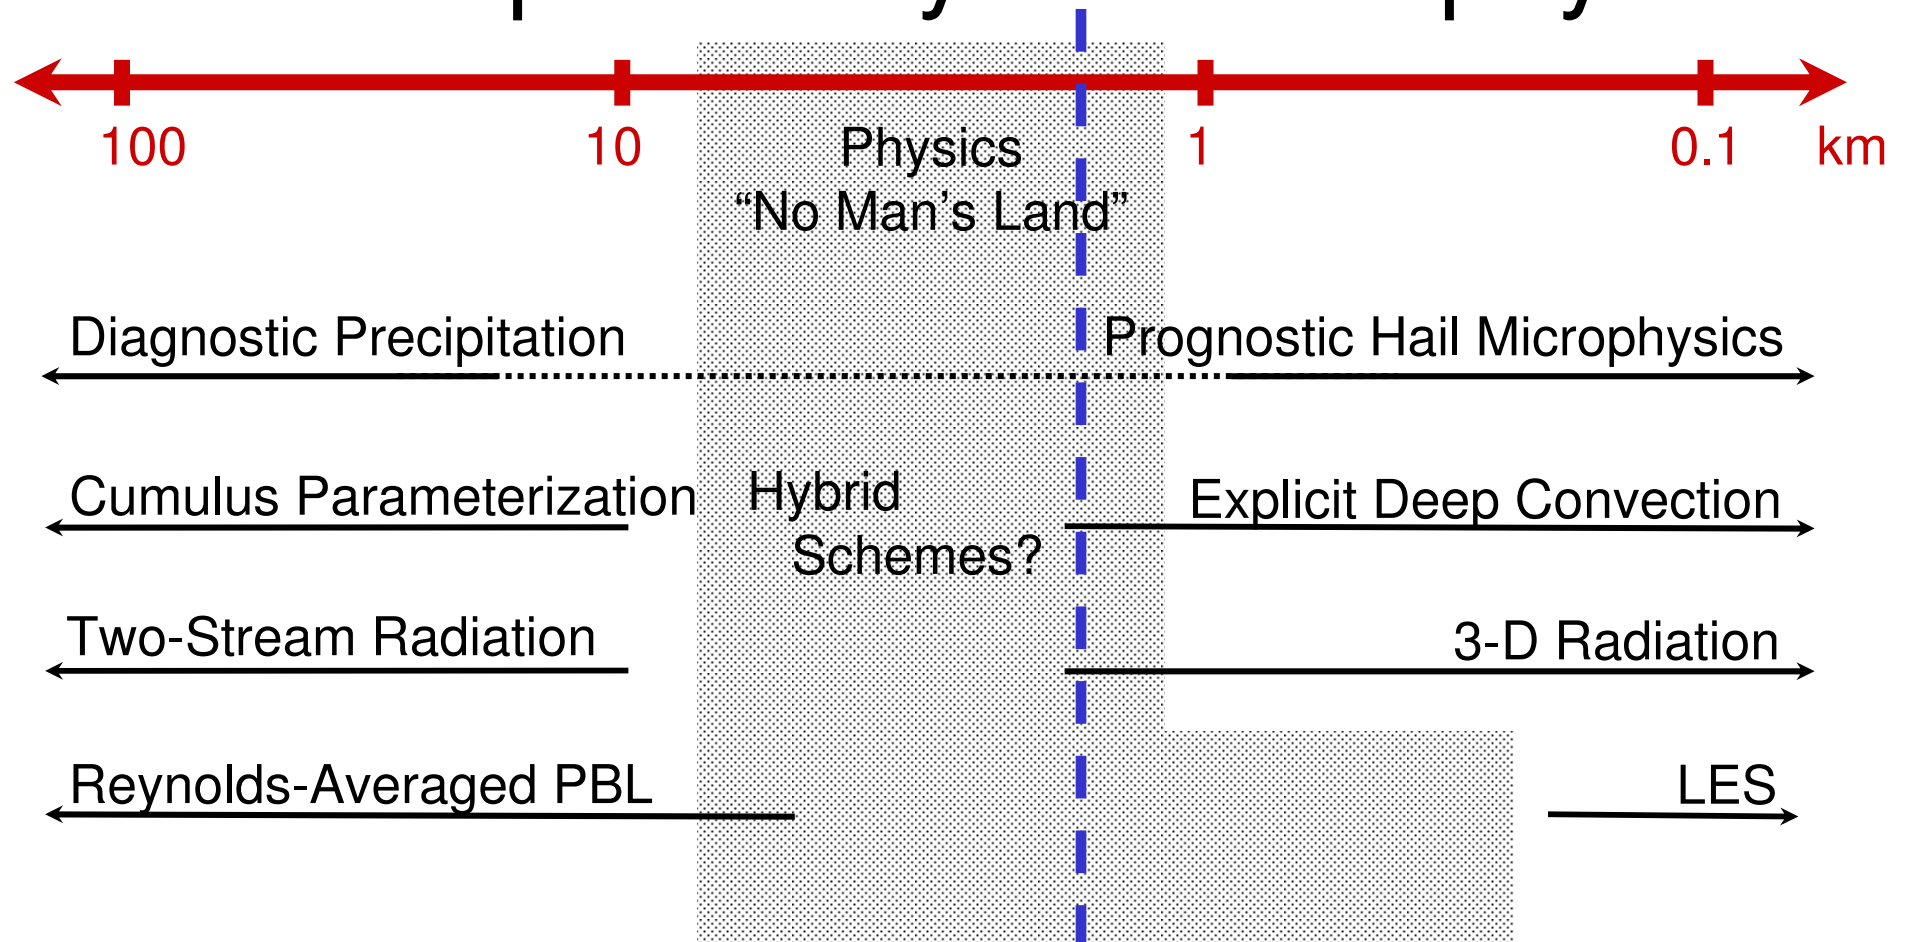 100 10 1 0.1 km
Physics
“No Man’s Land”
Diagnostic Precipitation
Prognostic Hail Microphysics
Cumulus Parameterization
Hybrid
Schemes?
Explicit Deep Convection
Two-Stream Radiation
3-D Radiation
Reynolds-Averaged PBL
LES